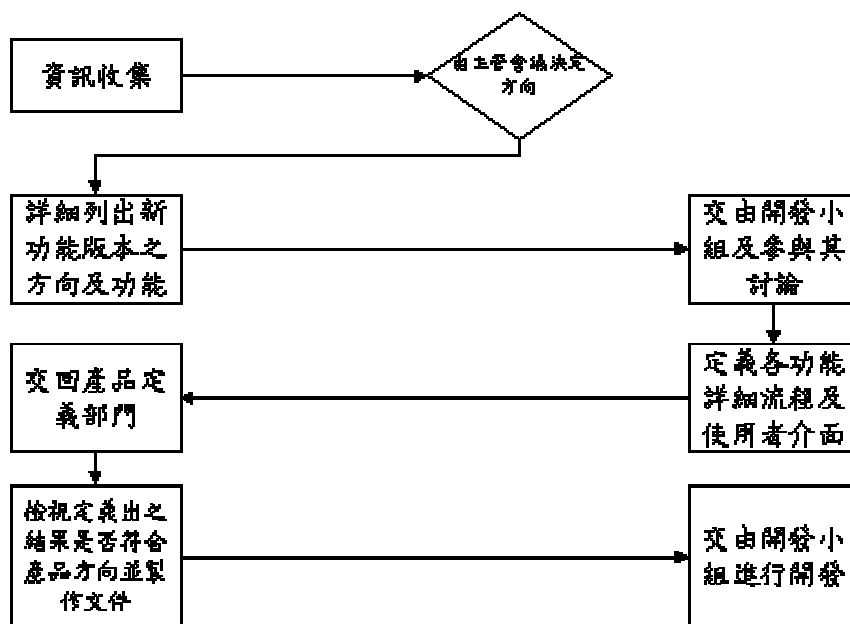 資訊收集
由主管會議決定
方向
詳細列出新
功能版本之
方向及功能
交由開發小
組及參與其
討論
定義各功能
詳細流程及
使用者介面
交回產品定
義部門
檢視定義出之
結果是否符合
產品方向並製
作文件
交由開發小
組進行開發